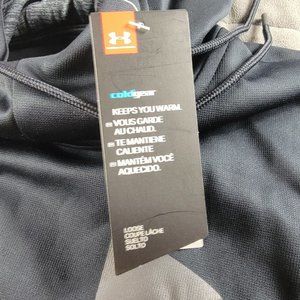 coldgear
KEEPS YOU WARM.
VOUS GARDE
AU CHAUD.
TE MANTIENE
CALIENTE
MANTÉM VOCÊ
AQUECIDO.
LOOSE
COUPE LÂCHE
SUELTO
SOLTO